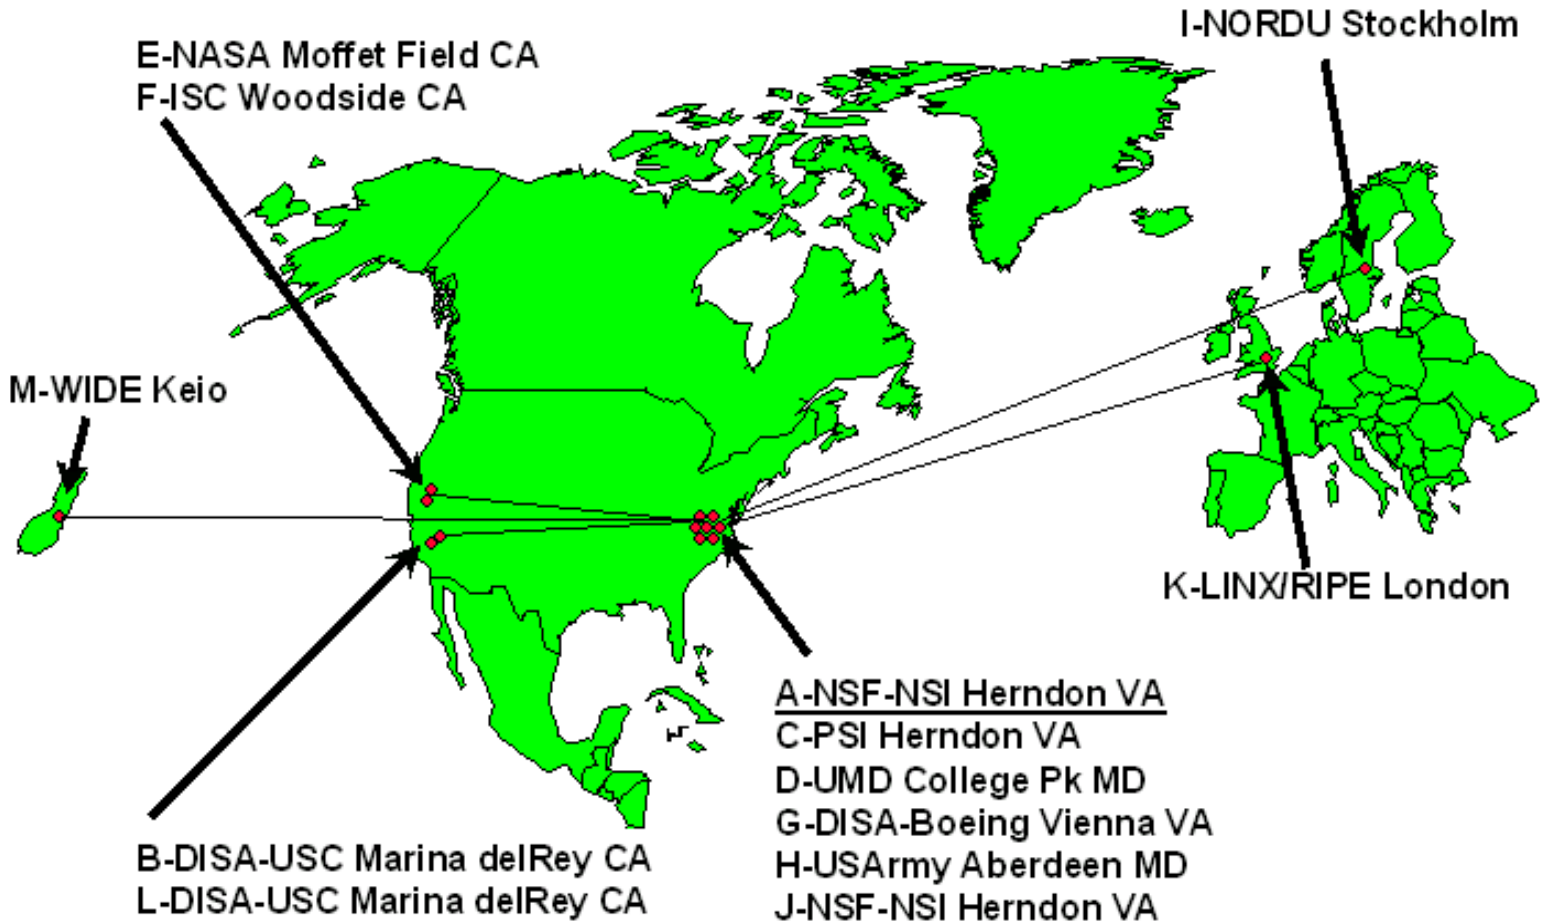 I-NORDU Stockholm
E-NASA Moffet Field CA
F-ISC Woodside CA
M-WIDE Keio
K-LINX/RIPE London
A-NSF-NSI Herndon VA
C-PSI Herndon VA
D-UMD College Pk MD
G-DISA-Boeing Vienna VA
H-USArmy Aberdeen MD
J-NSF-NSI Herndon VA
B-DISA-USC Marina delRey CA
L-DISA-USC Marina delRey CA